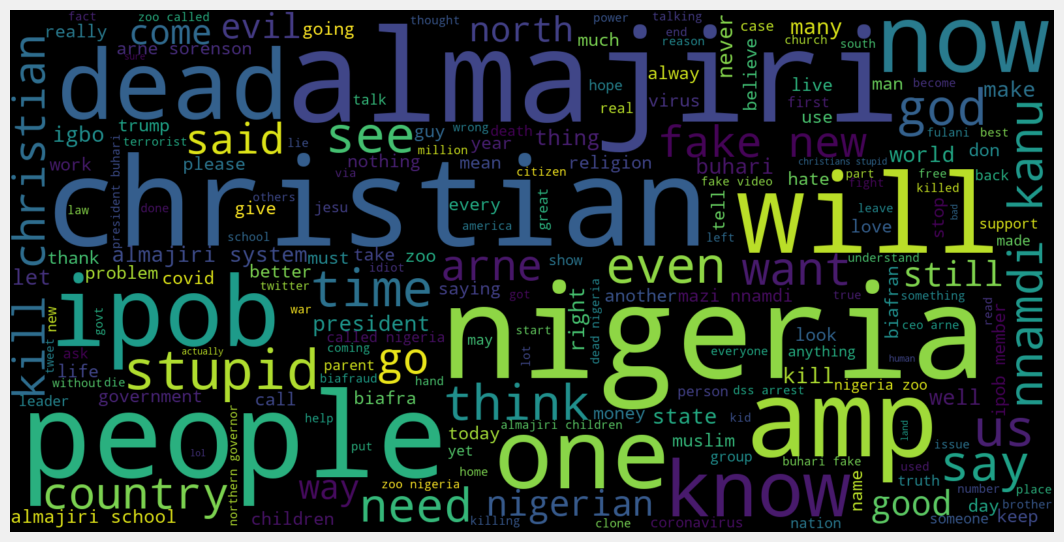 zoo called
fact
thought
power
talking
end
reason
church
south
case
many
now
really
come
evil
going
north
much
never
believe
arne sorenson
sure
dead
almajiri
alway
hope
real
virus
live
use
man
first
become
make
god
talk
kill christian
igbo
trump
terrorist
said
see
guy
wrong
death
thing
year
million
fake new
fulani
best
don
world
buhari
work
president buhari
lie
please
nothing
mean
religion
citizen
via
christians stupid
part
free
back
hate
fake video
fight
killed
nnamdi kanu
law
done
others
give
jesu
every
great
tell
will
leave
stop
support
love
made
christian
school
america
left
thank
almajiri system
must
take
zoo
let
problem
covid
better
twitter
idiot
saying
show
got
arne
even
want
understand
still
another
mazi nnamdi
true
something
ipob
time
war
president
right
biafran
ceo arne
read
new
tweet
govt
called nigeria
start
may
lot
dead nigeria
look
anything
everyone
human
ask
life
actually
stupid
go
coming
parent
biafraud
hand
nigeria
kill
nigeria zoo
person
dss arrest
well
ipob member
without
die
leader
government
call
biafra
think
money
state
kid
people
lol
help
put
northern governor
today
yet
almajiri children
one
muslim
group
amp
land
issue
us
buhari fake
truth
used
say
country
way
zoo nigeria
home
need
nigerian
know
name
good
day
number
place
brother
someone
keep
almajiri school
children
killing
clone
coronavirus
nation
bad